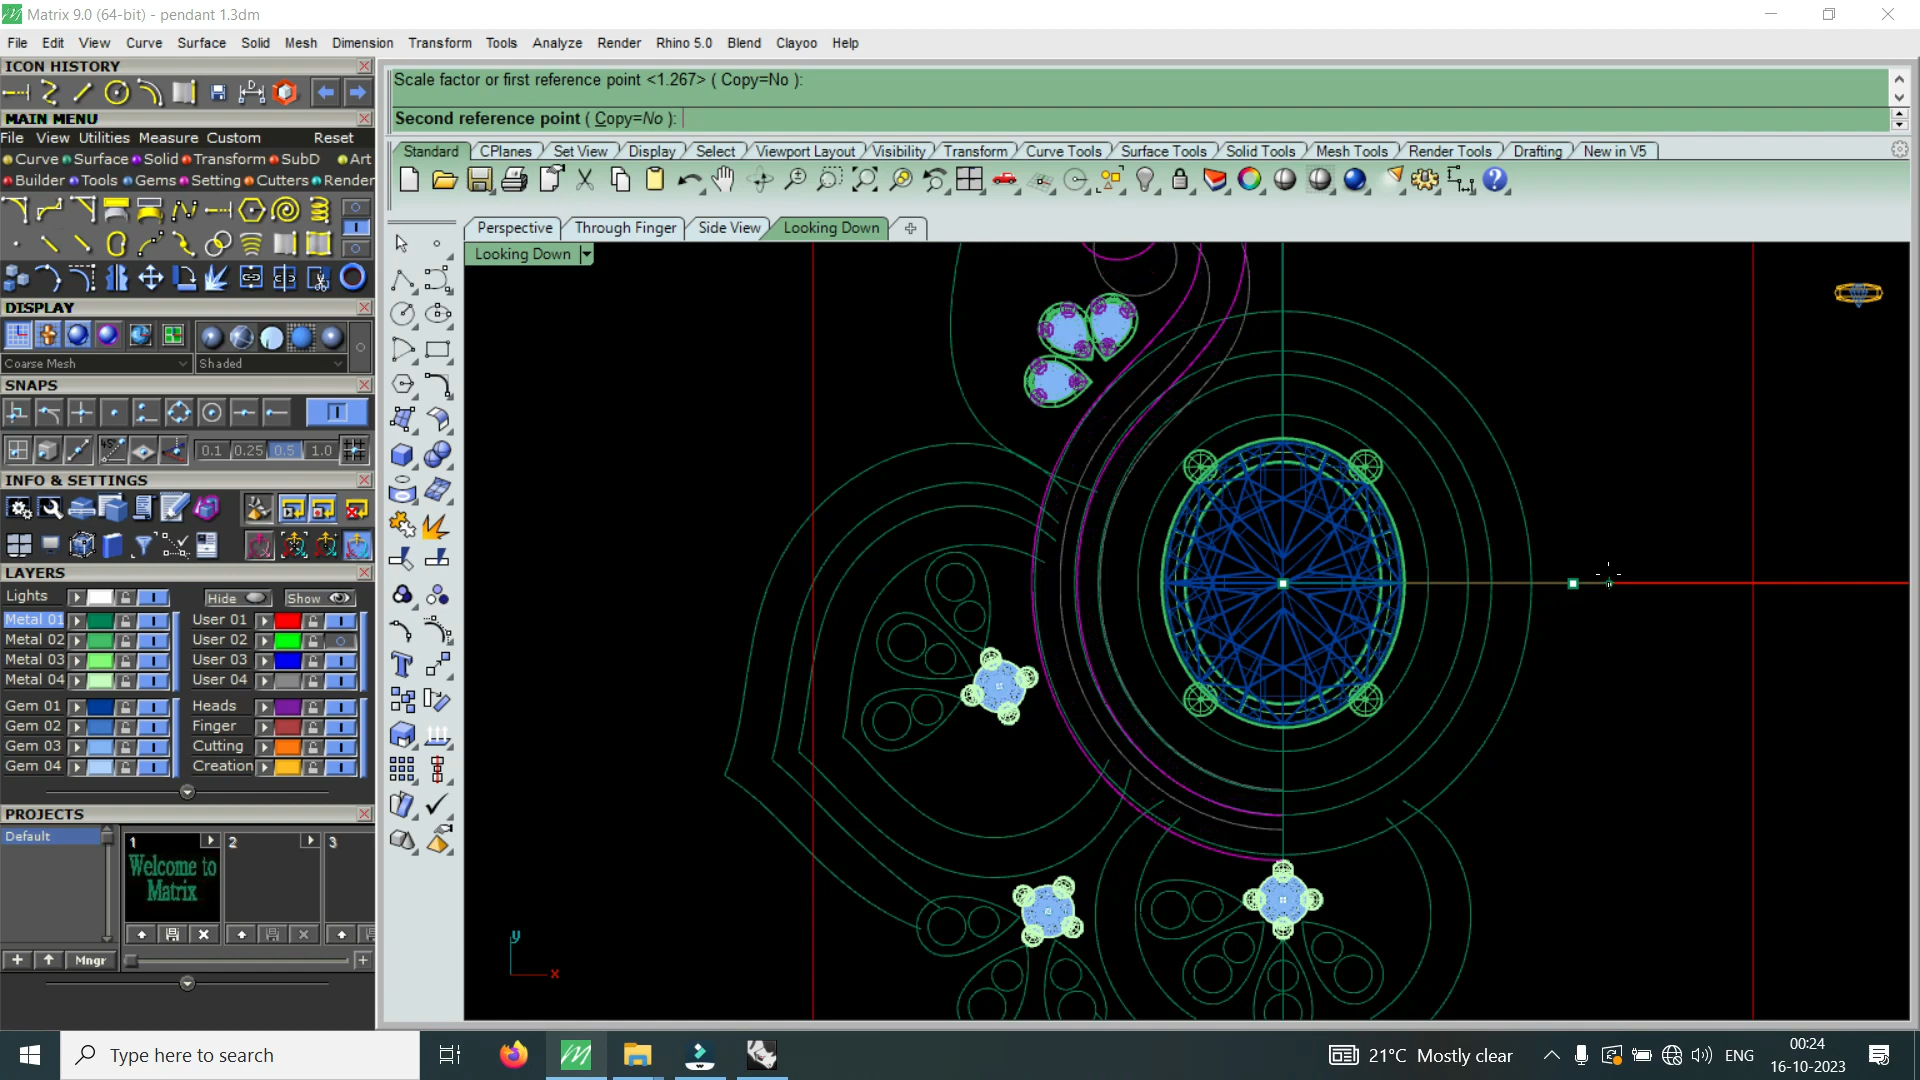 Matrix 9.0 (64-bit) - pendant 1.3dm
File Edit View Curve Surface Solid Mesh Dimension Transform Tools Analyze Render Rhino 5.0 Blend Clayoo Help
ICON HISTORY
Scale factor or first reference point <1.267> ( Copy=No ):
Second reference point ( Copy=No ):
MAIN MENU
File View Utilities Measure Custom Reset
Curve Surface Solid Transform SubD Art
Builder Tools Gems Setting Cutters Render
Standard CPlanes Set View Display Select Viewport Layout Visibility Transform Curve Tools Surface Tools Solid Tools Mesh Tools Render Tools Drafting New in V5
Perspective Through Finger Side View Looking Down
Looking Down
DISPLAY
Coarse Mesh Shaded
SNAPS
0.1 0.25 0.5 1.0
INFO & SETTINGS
LAYERS
Lights Hide Show
Metal 01 User 01
Metal 02 User 02
Metal 03 User 03
Metal 04 User 04
Gem 01 Heads
Gem 02 Finger
Gem 03 Cutting
Gem 04 Creation
PROJECTS
Default
1 2 3
Welcome to
Matrix
Mngr
y
x
Type here to search
21°C Mostly clear
ENG
00:24
16-10-2023